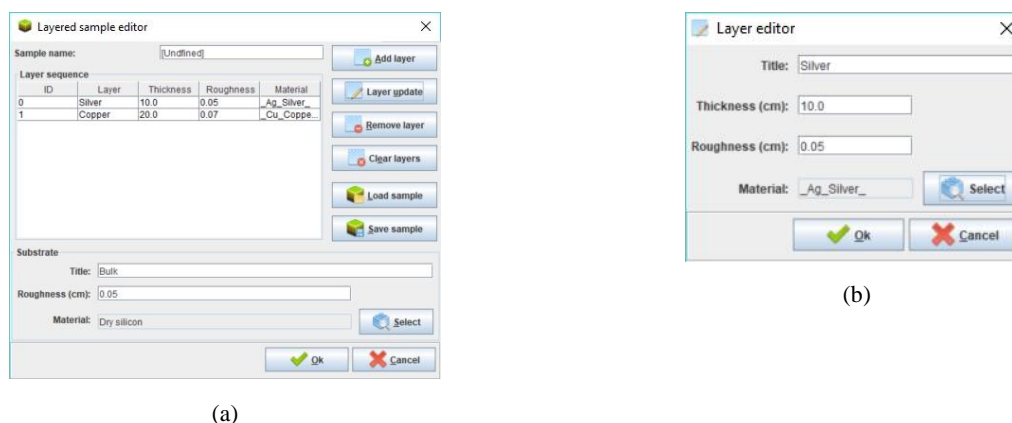 Layered sample editor
Sample name: [Undfined]
Add layer
Layer sequence
ID Layer Thickness Roughness Material
0 Silver 10.0 0.05 _Ag_Silver_
1 Copper 20.0 0.07 _Cu_Coppe...
Layer update
Remove layer
Clear layers
Load sample
Save sample
Substrate
Title: Bulk
Roughness (cm): 0.05
Material: Dry silicon Select
Ok Cancel
(a)
Layer editor
Title: Silver
Thickness (cm): 10.0
Roughness (cm): 0.05
Material: _Ag_Silver_ Select
Ok Cancel
(b)